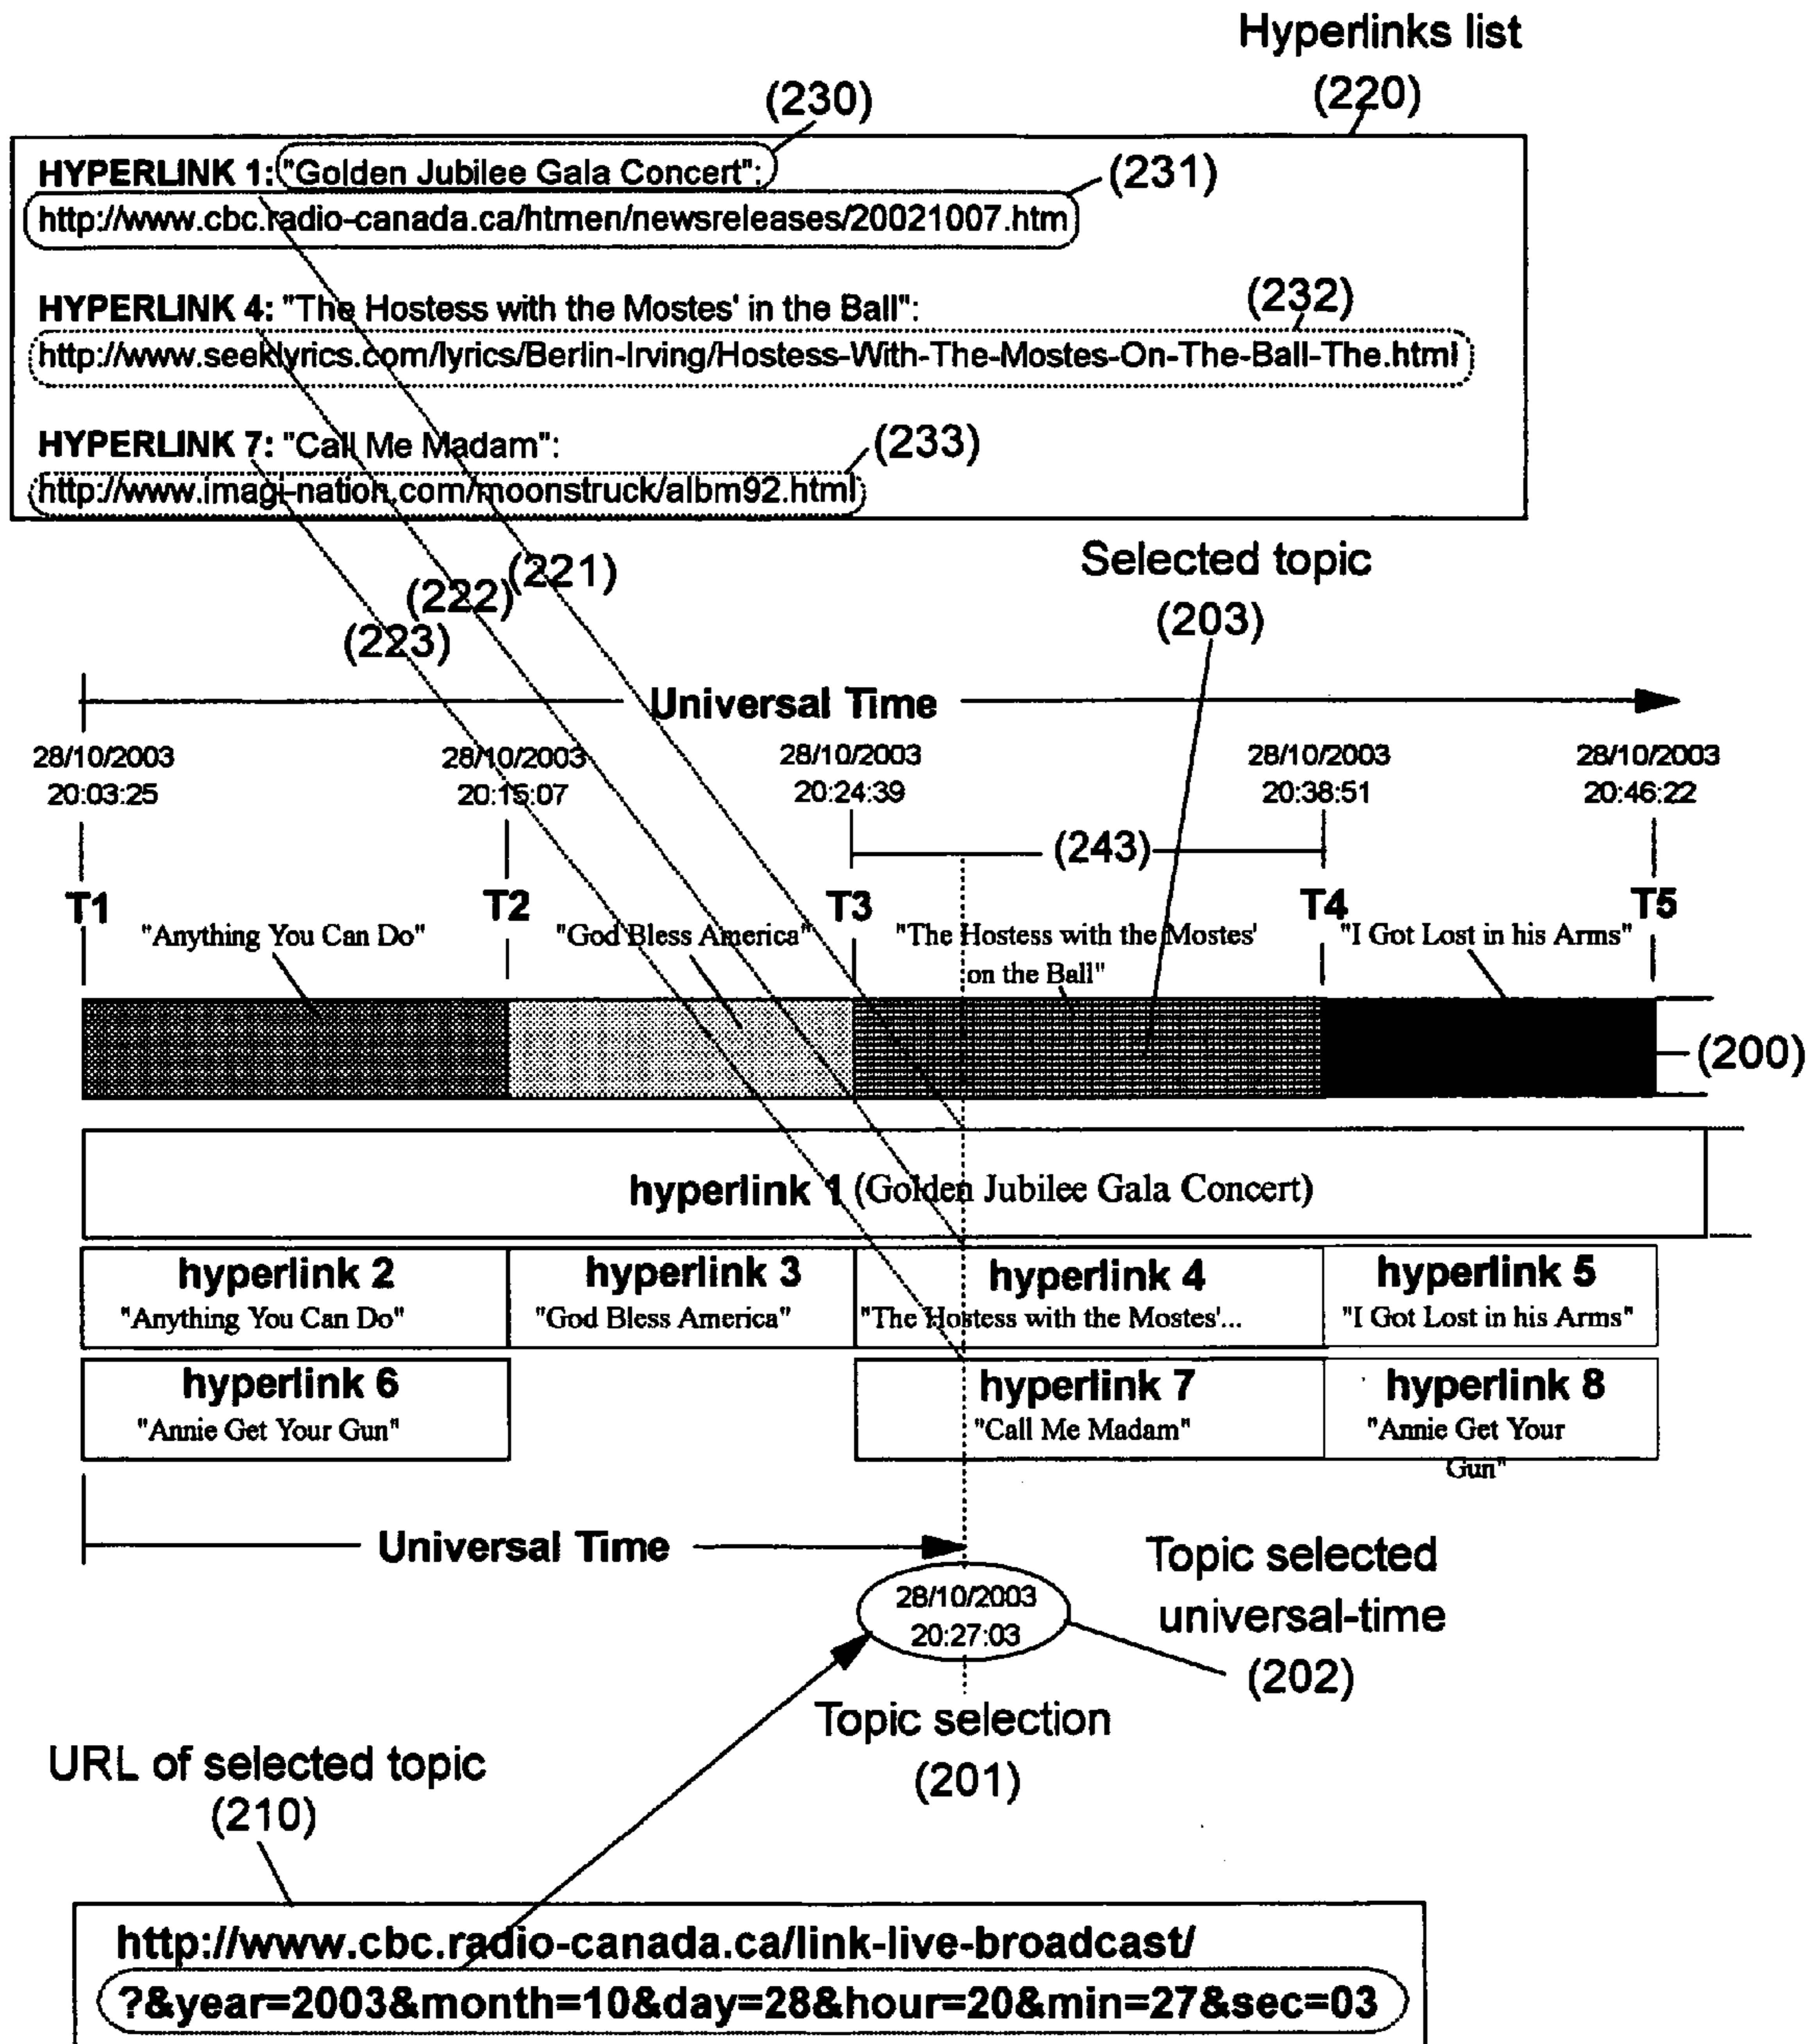 Hyperlinks list
(220)
(230)
HYPERLINK 1: "Golden Jubilee Gala Concert":
(231)
http://www.cbc.radio-canada.ca/htmen/newsreleases/20021007.htm
HYPERLINK 4: "The Hostess with the Mostes' in the Ball":
(232)
http://www.seeklyrics.com/lyrics/Berlin-Irving/Hostess-With-The-Mostes-On-The-Ball-The.html
HYPERLINK 7: "Call Me Madam":
(233)
http://www.imagi-nation.com/moonstruck/albm92.html
(221)
(222)
(223)
Selected topic
(203)
Universal Time
28/10/2003 28/10/2003 28/10/2003 28/10/2003 28/10/2003
20:03:25 20:15:07 20:24:39 20:38:51 20:46:22
(243)
T1 T2 T3 T4 T5
"Anything You Can Do" "God Bless America" "The Hostess with the Mostes' "I Got Lost in his Arms"
on the Ball"
(200)
hyperlink 1 (Golden Jubilee Gala Concert)
hyperlink 2 hyperlink 3 hyperlink 4 hyperlink 5
"Anything You Can Do" "God Bless America" "The Hostess with the Mostes'... "I Got Lost in his Arms"
hyperlink 6 hyperlink 7 hyperlink 8
"Annie Get Your Gun" "Call Me Madam" "Annie Get Your
Gun"
Universal Time
28/10/2003
20:27:03
Topic selected
universal-time
(202)
Topic selection
(201)
URL of selected topic
(210)
http://www.cbc.radio-canada.ca/link-live-broadcast/
?&year=2003&month=10&day=28&hour=20&min=27&sec=03